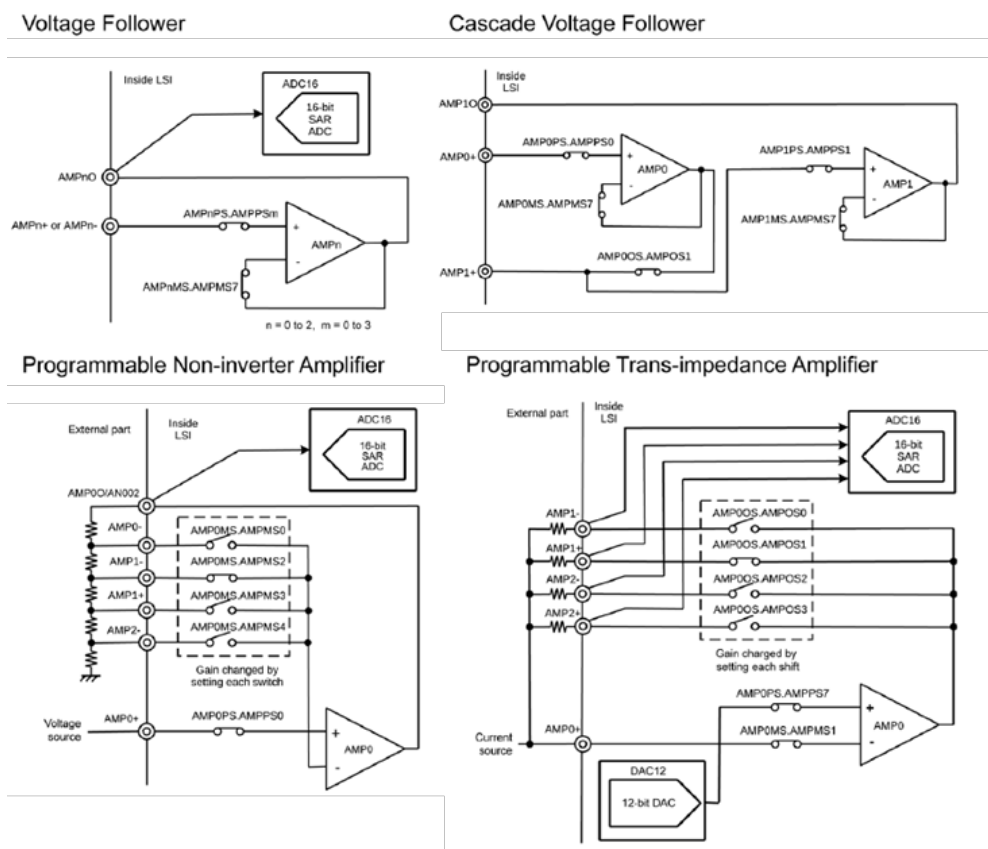 Voltage Follower
Inside LSI
ADC16
16-bit
SAR
ADC
AMPnO
AMPn+ or AMPn-
AMPnPS.AMPPSm
+
AMPn
-
AMPnMS.AMPMS7
n = 0 to 2, m = 0 to 3
Cascade Voltage Follower
Inside
LSI
AMP1O
AMP0+
AMP0PS.AMPPS0
+
AMP0
-
AMP0MS.AMPMS7
AMP1PS.AMPPS1
+
AMP1
-
AMP1MS.AMPMS7
AMP0OS.AMPOS1
AMP1+
Programmable Non-inverter Amplifier
External part
Inside
LSI
ADC16
16-bit
SAR
ADC
AMP0O/AN002
AMP0-
AMP0MS.AMPMS0
AMP1-
AMP0MS.AMPMS2
AMP1+
AMP0MS.AMPMS3
AMP2-
AMP0MS.AMPMS4
Gain changed by
setting each switch
Voltage
source
AMP0+
AMP0PS.AMPPS0
+
AMP0
-
Programmable Trans-impedance Amplifier
External part
Inside
LSI
ADC16
16-bit
SAR
ADC
AMP1-
AMP0OS.AMPOS0
AMP1+
AMP0OS.AMPOS1
AMP2-
AMP0OS.AMPOS2
AMP2+
AMP0OS.AMPOS3
Gain charged by
setting each shift
AMP0PS.AMPPS7
+
AMP0
-
Current
source
AMP0+
AMP0MS.AMPMS1
DAC12
12-bit DAC